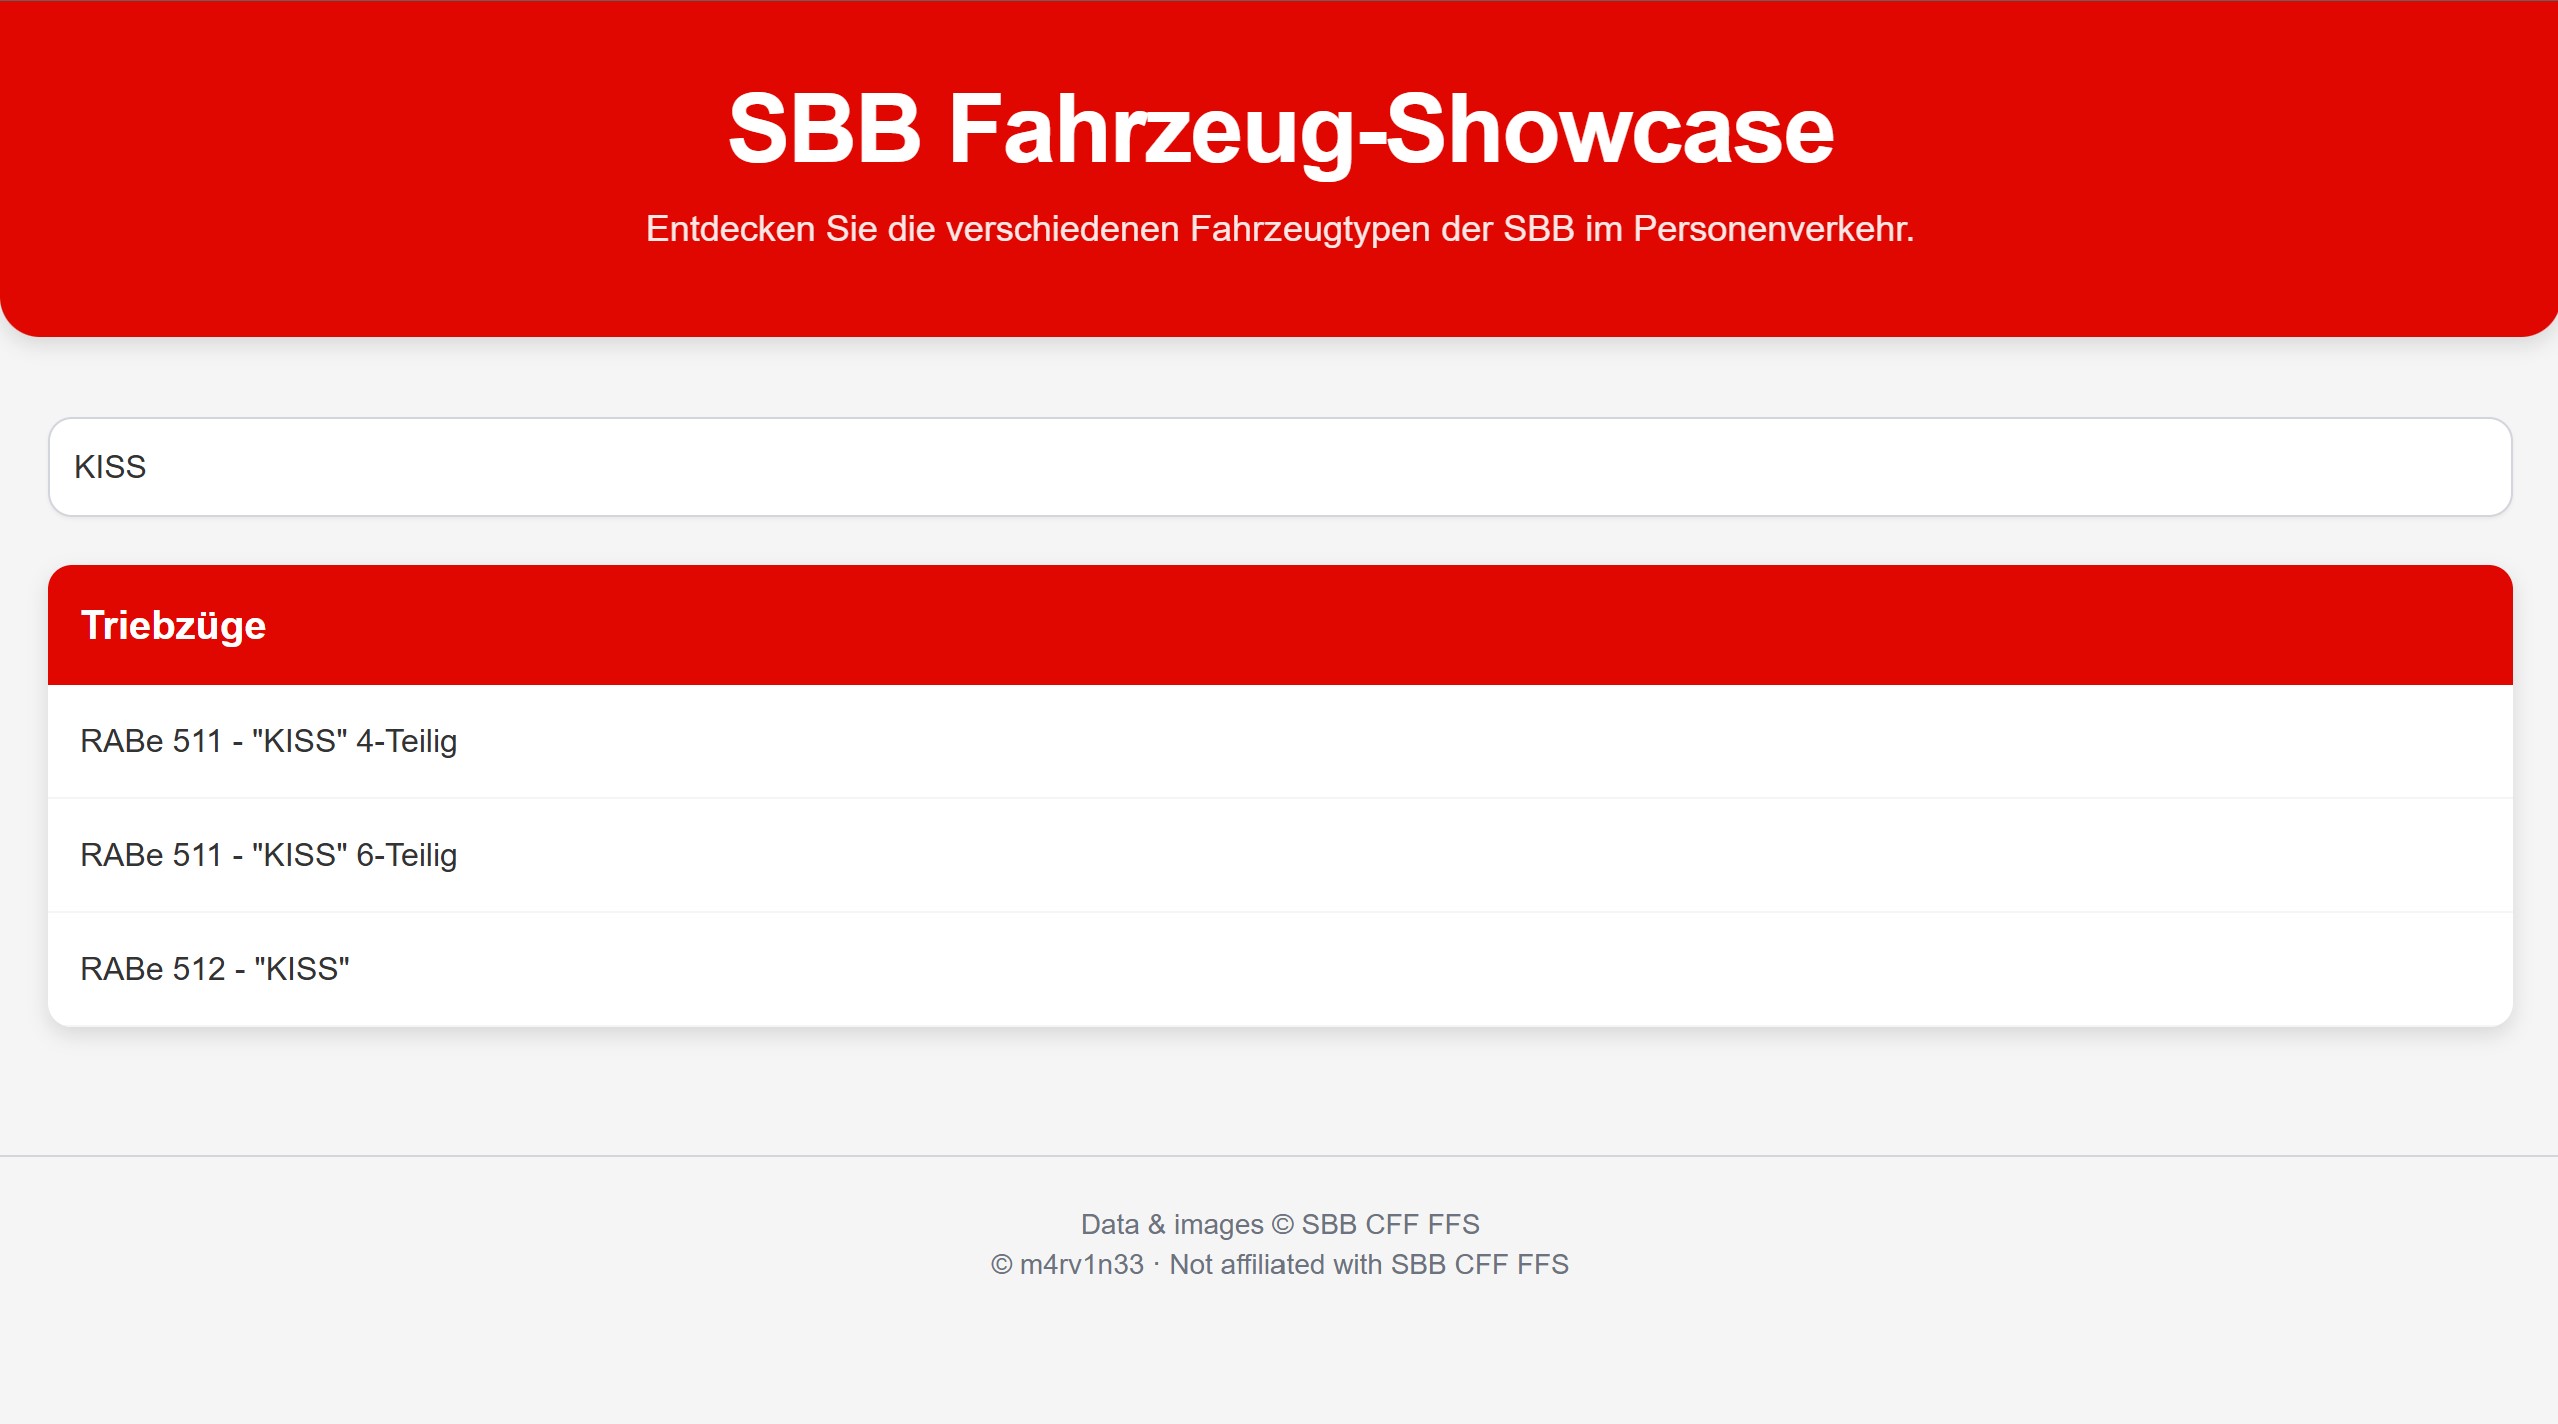 SBB Fahrzeug-Showcase
Entdecken Sie die verschiedenen Fahrzeugtypen der SBB im Personenverkehr.
KISS
Triebzüge
RABe 511 - "KISS" 4-Teilig
RABe 511 - "KISS" 6-Teilig
RABe 512 - "KISS"
Data & images © SBB CFF FFS
© m4rv1n33 · Not affiliated with SBB CFF FFS